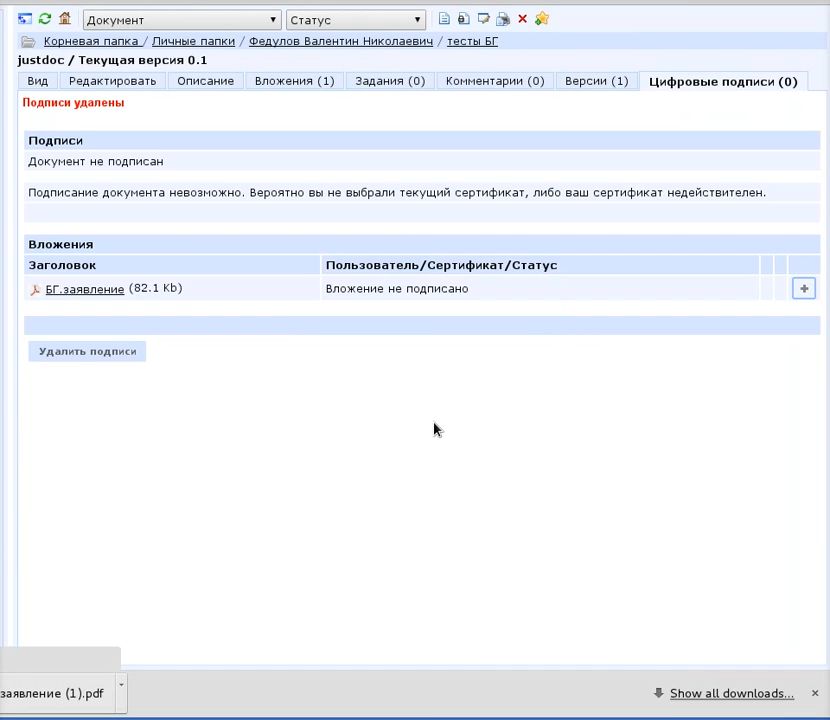 Документ Статус
Корневая папка / Личные папки / Федулов Валентин Николаевич / тесты БГ
justdoc / Текущая версия 0.1
Вид Редактировать Описание Вложения (1) Задания (0) Комментарии (0) Версии (1) Цифровые подписи (0)
Подписи удалены
Подписи
Документ не подписан
Подписание документа невозможно. Вероятно вы не выбрали текущий сертификат, либо ваш сертификат недействителен.
Вложения
Заголовок Пользователь/Сертификат/Статус
БГ.заявление (82.1 Kb) Вложение не подписано +
Удалить подписи
заявление (1).pdf Show all downloads...